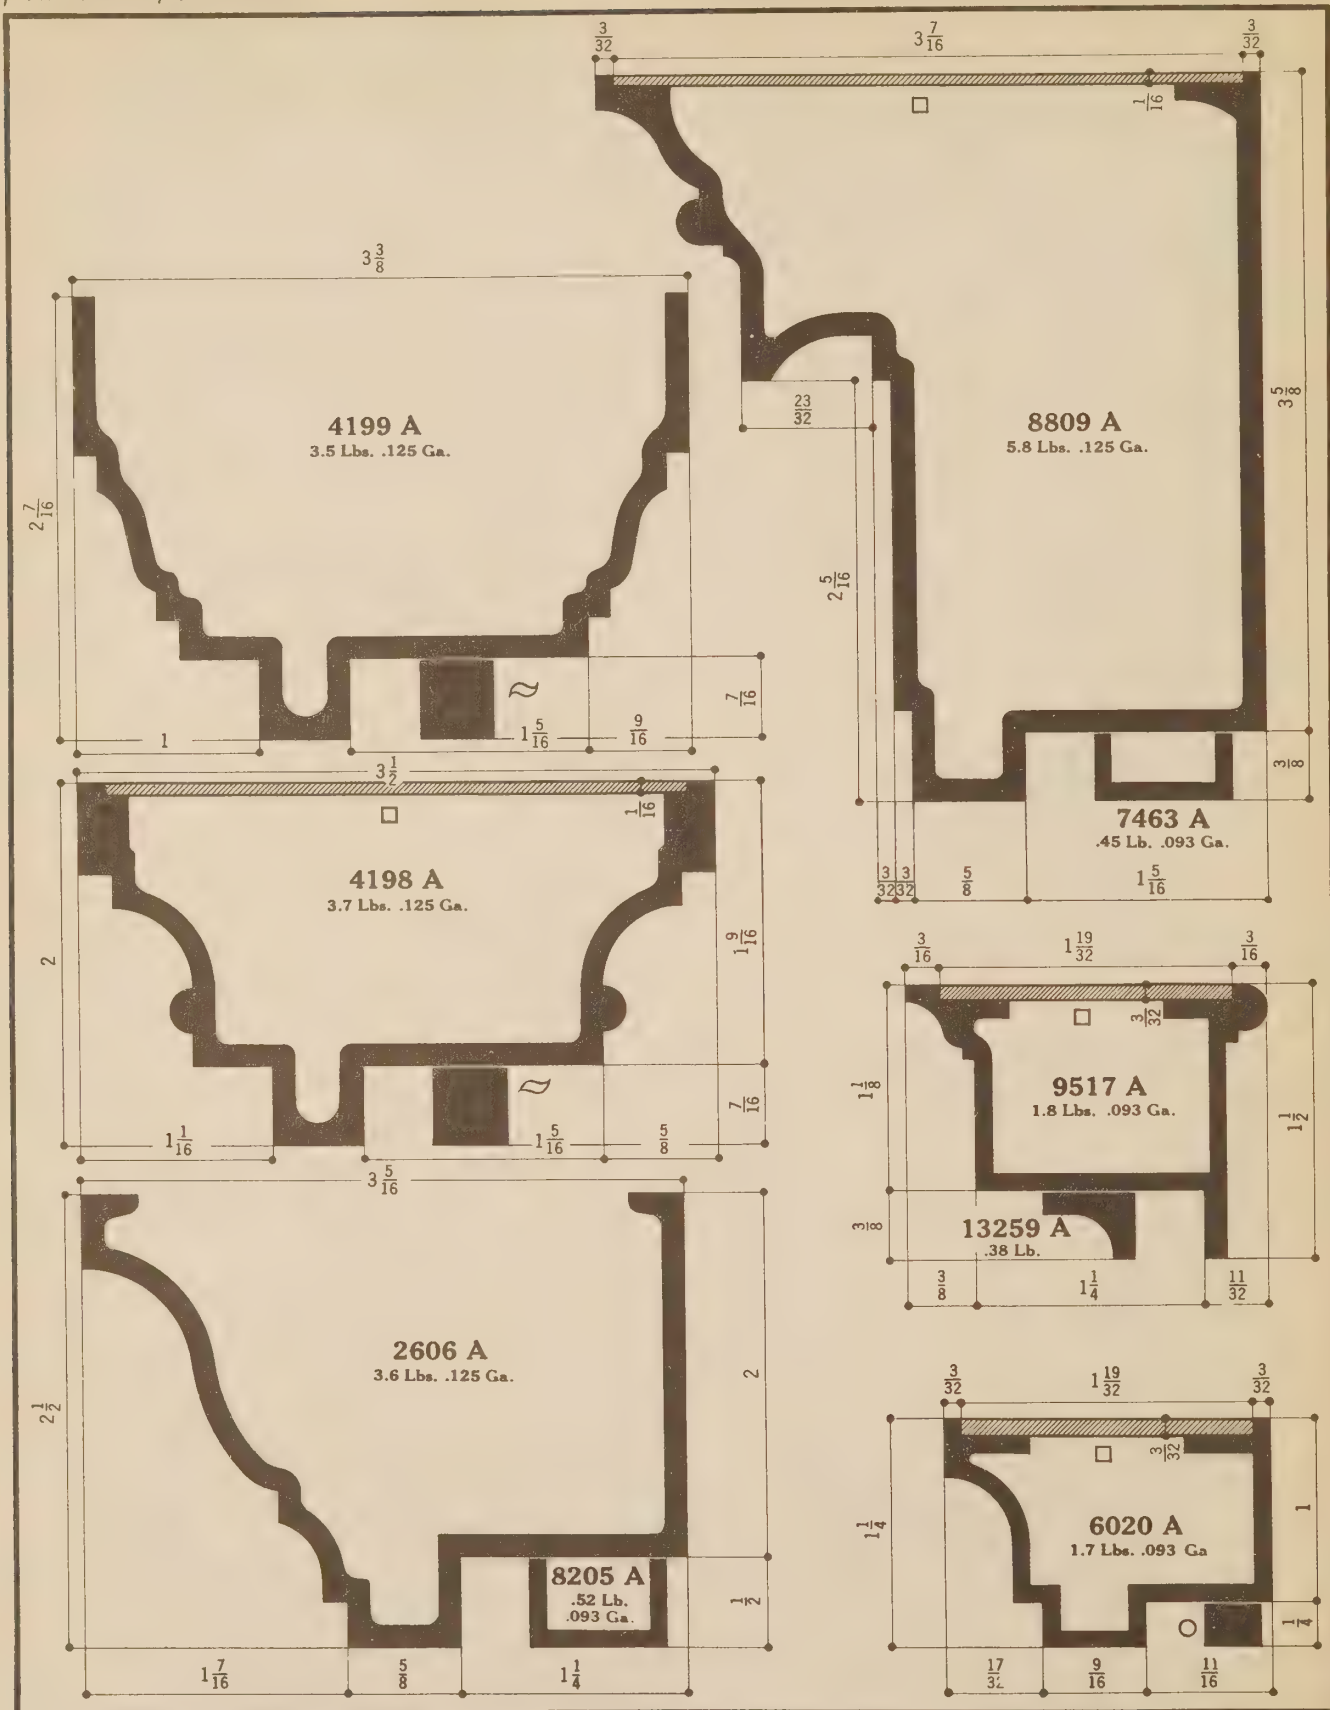 3/32
3 7/16
3/32
1/16
3 3/8
4199 A
3.5 Lbs. .125 Ga.
23/32
8809 A
5.8 Lbs. .125 Ga.
3 5/8
2 7/16
2 5/16
7/16
1
1 5/16
9/16
3/8
7463 A
.45 Lb. .093 Ga.
3/32
3/32
5/8
1 5/16
3 1/2
1/16
4198 A
3.7 Lbs. .125 Ga.
2
1 9/16
7/16
1 1/16
1 5/16
5/8
3/16
1 19/32
3/16
3/32
9517 A
1.8 Lbs. .093 Ga.
1 1/8
1 1/2
3/8
13259 A
.38 Lb.
3/8
1 1/4
11/32
3 5/16
2606 A
3.6 Lbs. .125 Ga.
2 1/2
2
8205 A
.52 Lb.
.093 Ga.
1/2
1 7/16
5/8
1 1/4
3/32
1 19/32
3/32
3/32
6020 A
1.7 Lbs. .093 Ga
1 1/4
1
1/4
17/32
9/16
11/16